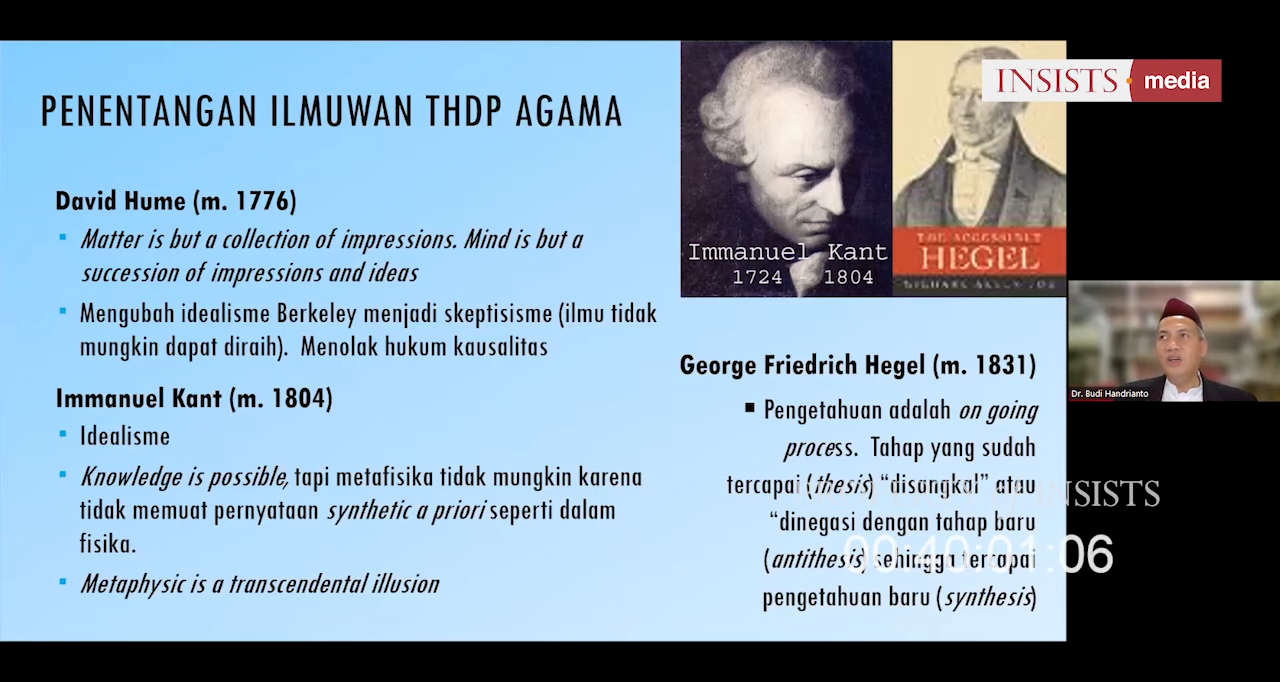 PENENTANGAN ILMUWAN THDP AGAMA
David Hume (m. 1776)
Matter is but a collection of impressions. Mind is but a
succession of impressions and ideas
Mengubah idealisme Berkeley menjadi skeptisisme (ilmu tidak
mungkin dapat diraih). Menolak hukum kausalitas
Immanuel Kant (m. 1804)
Idealisme
Knowledge is possible, tapi metafisika tidak mungkin karena
tidak memuat pernyataan synthetic a priori seperti dalam
fisika.
Metaphysic is a transcendental illusion
Immanuel Kant
1724 - 1804
THE ACCESSIBLE
HEGEL
MICHAEL ALLEN FOX
INSISTS media
George Friedrich Hegel (m. 1831)
Pengetahuan adalah on going
process. Tahap yang sudah
tercapai (thesis) “disangkal” atau
“dinegasi dengan tahap baru
(antithesis) sehingga tercapai
pengetahuan baru (synthesis)
Dr. Budi Handrianto
INSISTS
00:40:01:06